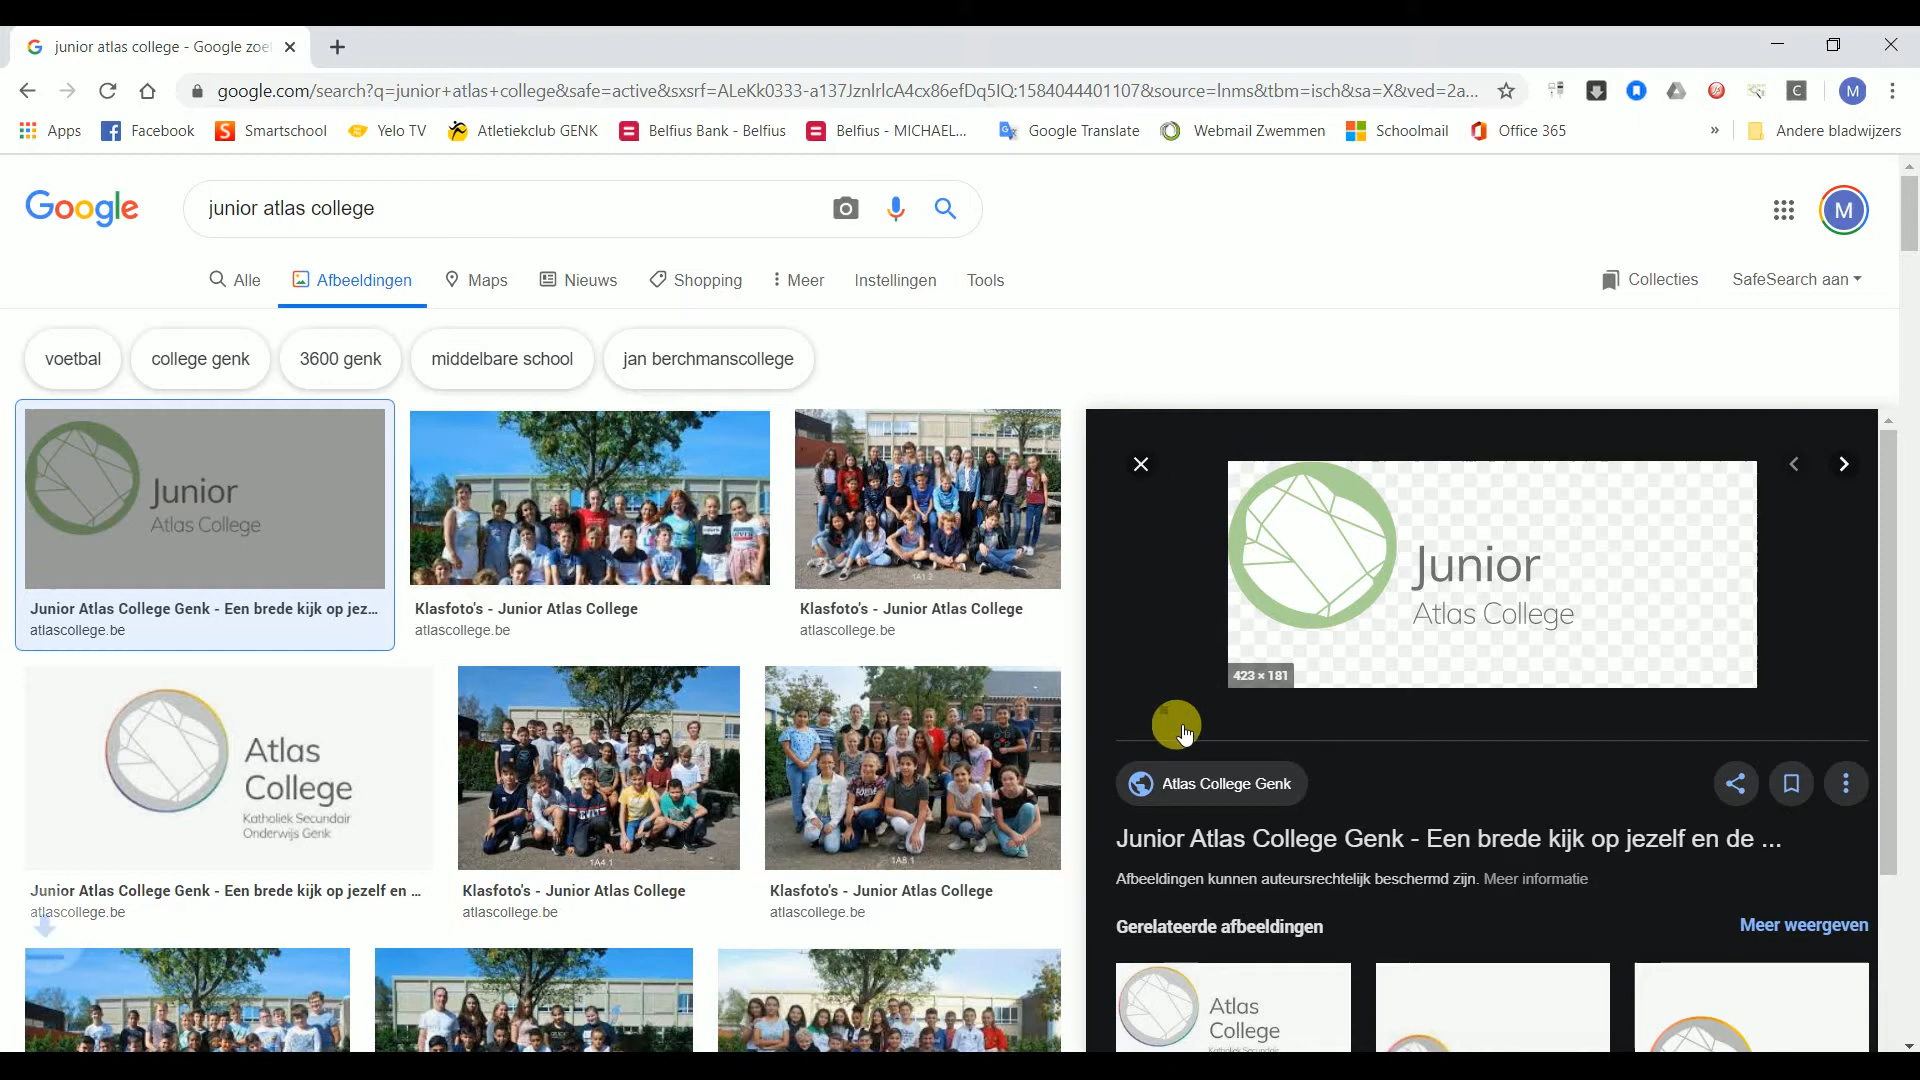 junior atlas college - Google zoe
google.com/search?q=junior+atlas+college&safe=active&sxsrf=ALeKk0333-a137JznlrlcA4cx86efDq5lQ:1584044401107&source=lnms&tbm=isch&sa=X&ved=2a...
M
Apps
Facebook
Smartschool
Yelo TV
Atletiekclub GENK
Belfius Bank - Belfius
Belfius - MICHAEL...
Google Translate
Webmail Zwemmen
Schoolmail
Office 365
»
Andere bladwijzers
Google
junior atlas college
M
Alle
Afbeeldingen
Maps
Nieuws
Shopping
Meer
Instellingen
Tools
Collecties
SafeSearch aan
voetbal
college genk
3600 genk
middelbare school
jan berchmanscollege
Junior
Atlas College
Junior Atlas College Genk - Een brede kijk op jez...
atlascollege.be
Klasfoto's - Junior Atlas College
atlascollege.be
1A1.2
Klasfoto's - Junior Atlas College
atlascollege.be
Atlas
College
Katholiek Secundair
Onderwijs Genk
Junior Atlas College Genk - Een brede kijk op jezelf en ...
atlascollege.be
1A4.1
Klasfoto's - Junior Atlas College
atlascollege.be
1A8.1
Klasfoto's - Junior Atlas College
atlascollege.be
Junior
Atlas College
423 × 181
Atlas College Genk
Junior Atlas College Genk - Een brede kijk op jezelf en de ...
Afbeeldingen kunnen auteursrechtelijk beschermd zijn. Meer informatie
Gerelateerde afbeeldingen
Meer weergeven
Atlas
College